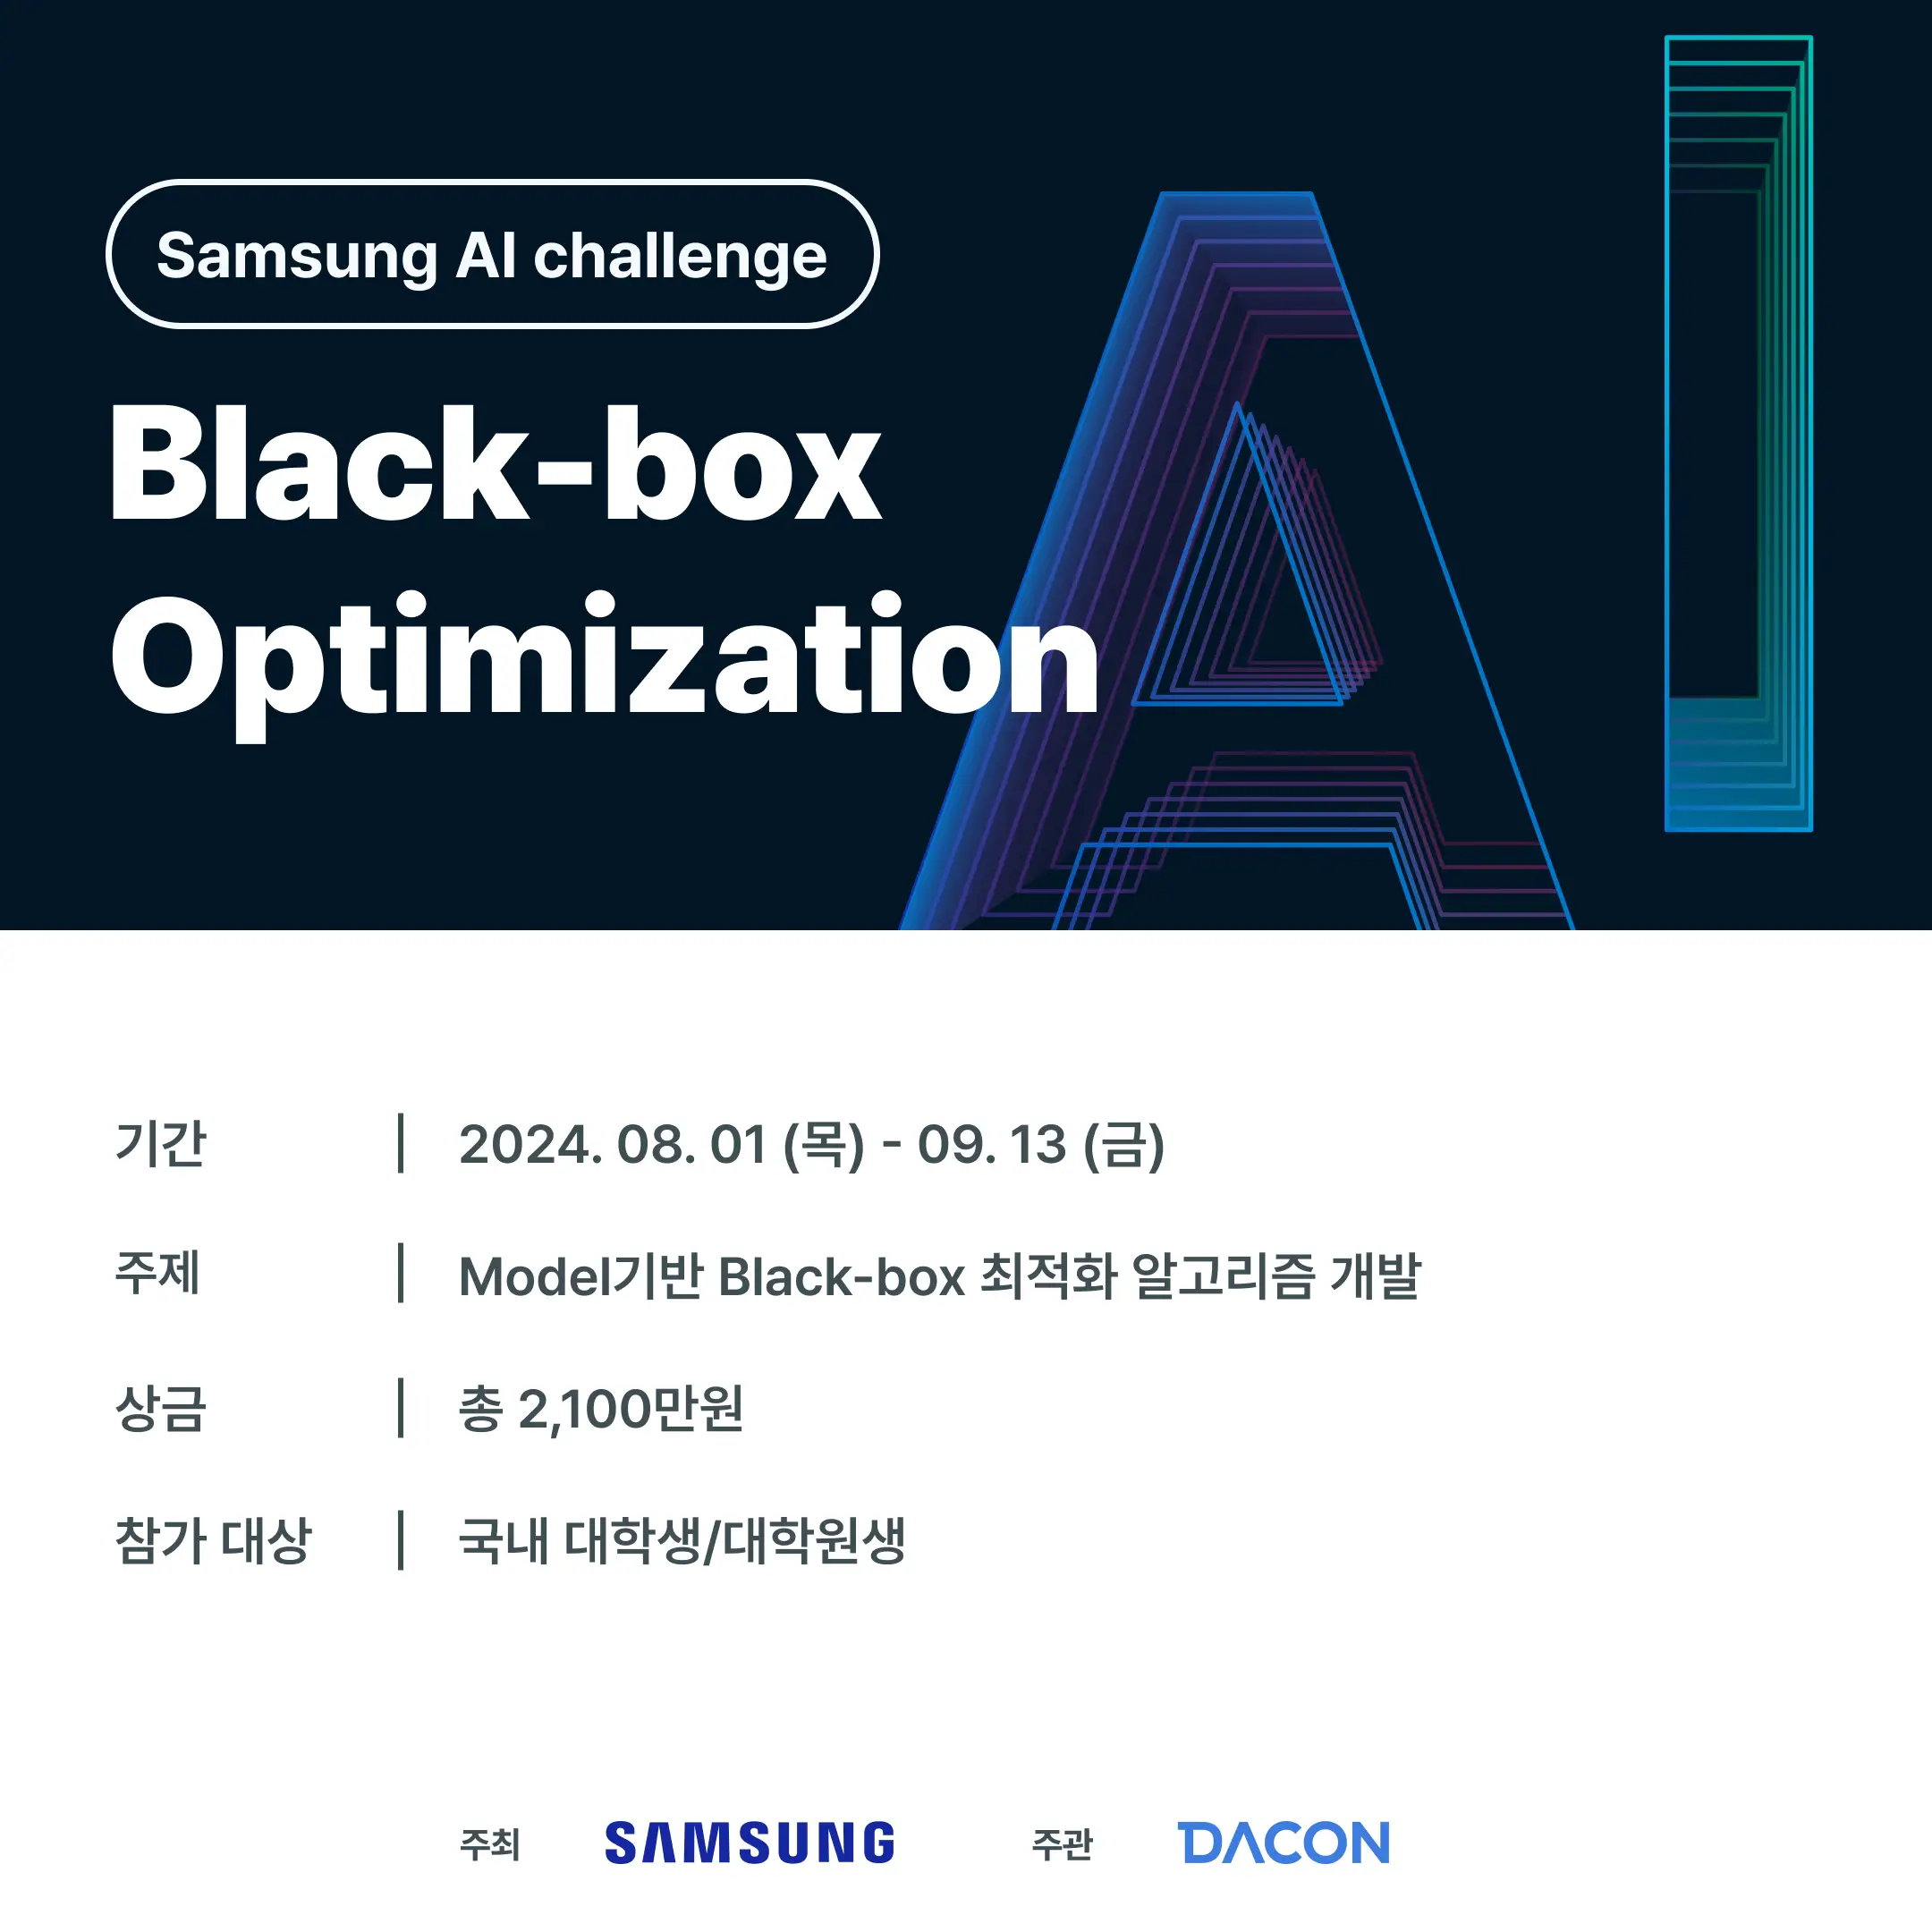 Samsung AI challenge
Black-box
Optimization
AI
기간 | 2024. 08. 01 (목) - 09. 13 (금)
주제 | Model기반 Black-box 최적화 알고리즘 개발
상금 | 총 2,100만원
참가 대상 | 국내 대학생/대학원생
주최 SAMSUNG 주관 DACON